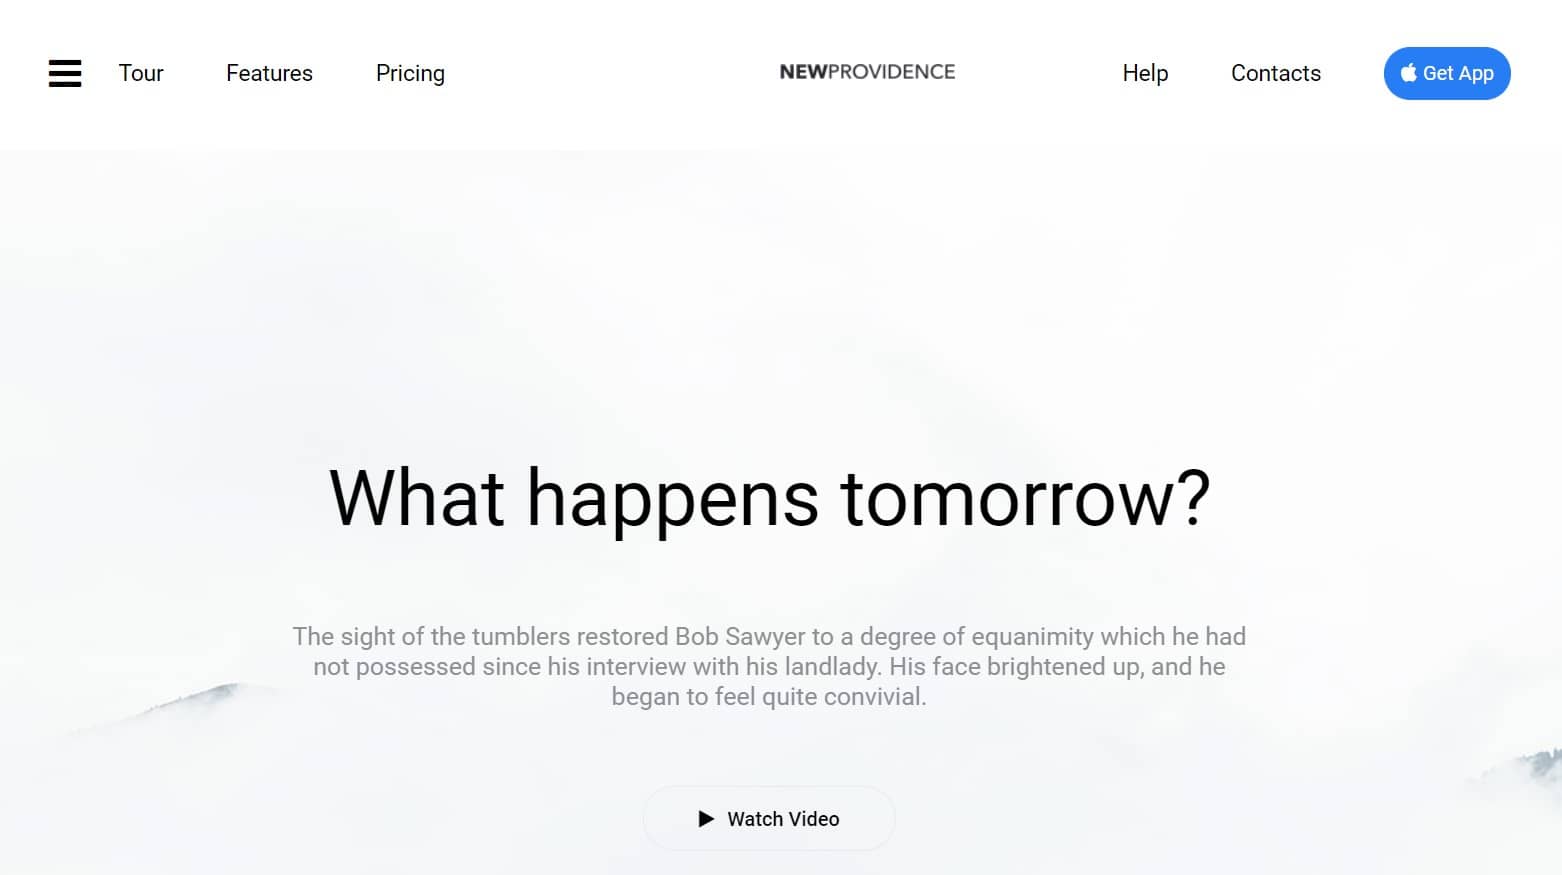 Tour
Features
Pricing
NEWPROVIDENCE
Help
Contacts
Get App
What happens tomorrow?
The sight of the tumblers restored Bob Sawyer to a degree of equanimity which he had
not possessed since his interview with his landlady. His face brightened up, and he
began to feel quite convivial.
Watch Video